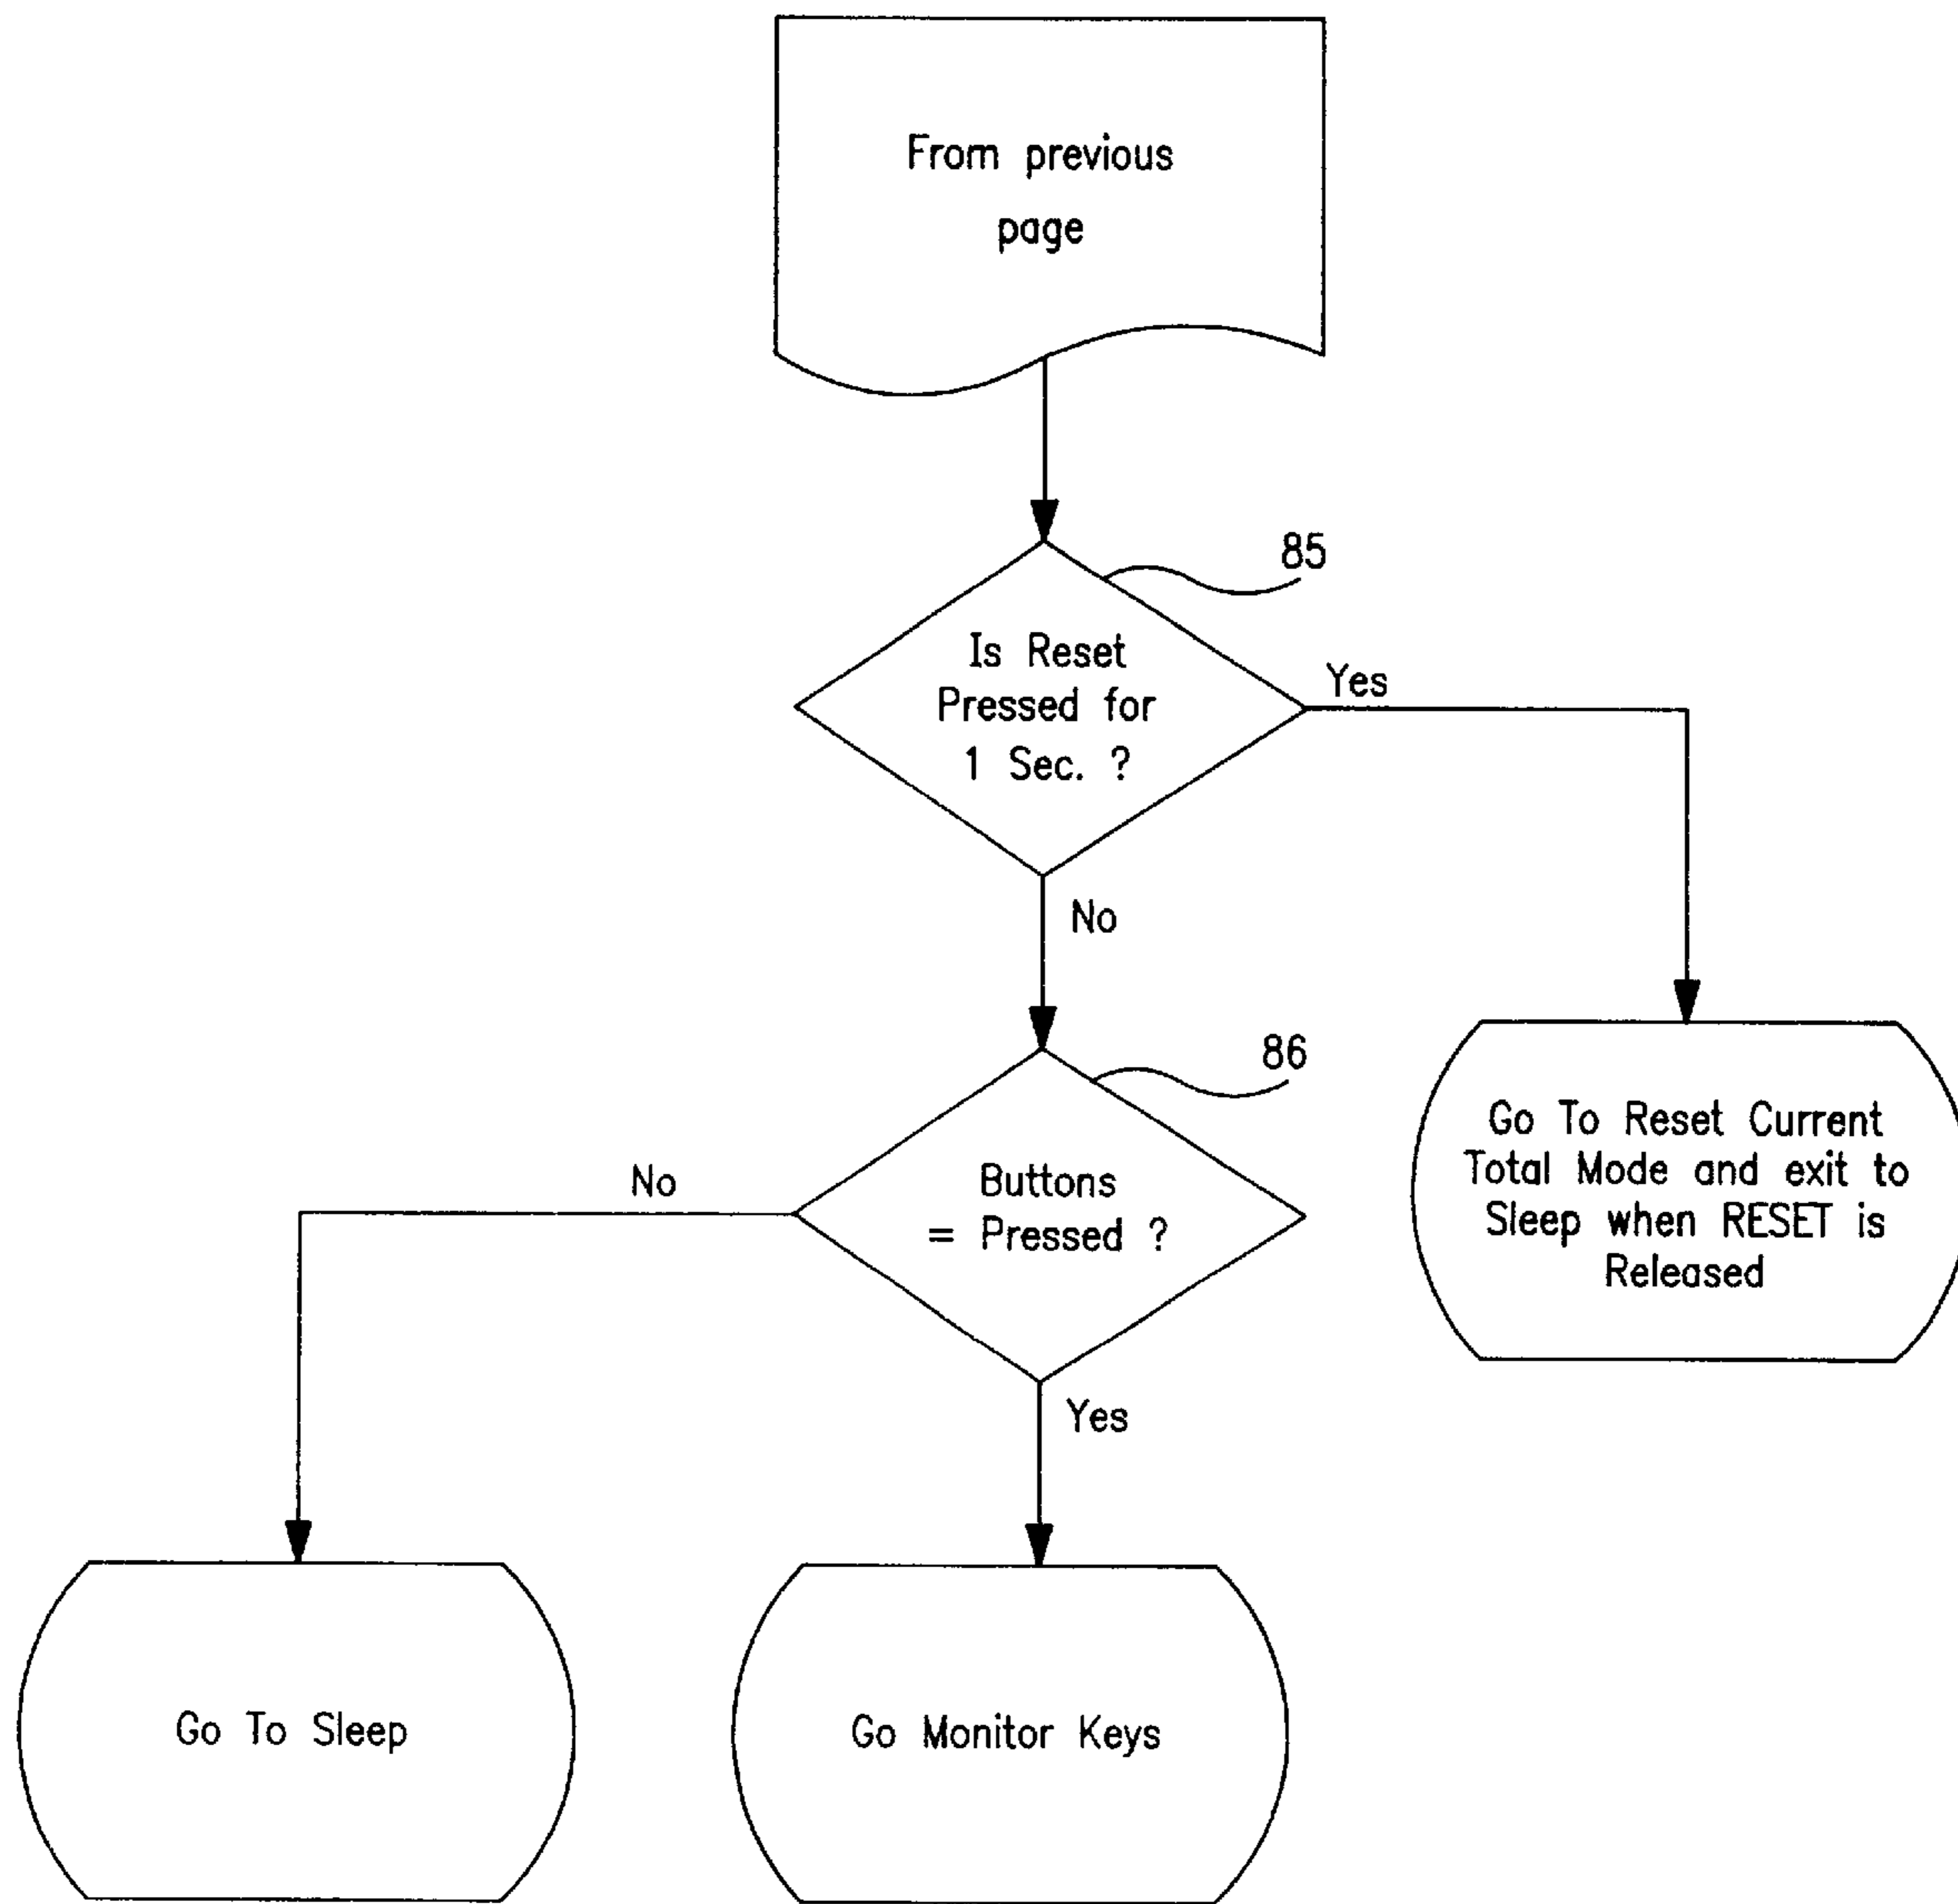 From previous
page
85
Is Reset
Pressed for
1 Sec. ?
Yes
No
86
Buttons
= Pressed ?
No
Yes
Go To Reset Current
Total Mode and exit to
Sleep when RESET is
Released
Go To Sleep
Go Monitor Keys